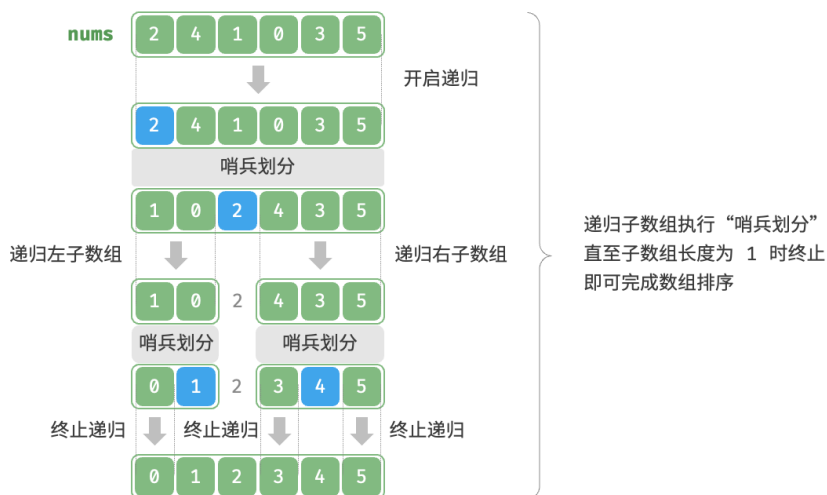 nums 2 4 1 0 3 5
开启递归
2 4 1 0 3 5
哨兵划分
1 0 2 4 3 5
递归左子数组
递归右子数组
1 0 2 4 3 5
哨兵划分
哨兵划分
0 1 2 3 4 5
终止递归
终止递归
终止递归
0 1 2 3 4 5
递归子数组执行“哨兵划分”
直至子数组长度为 1 时终止
即可完成数组排序